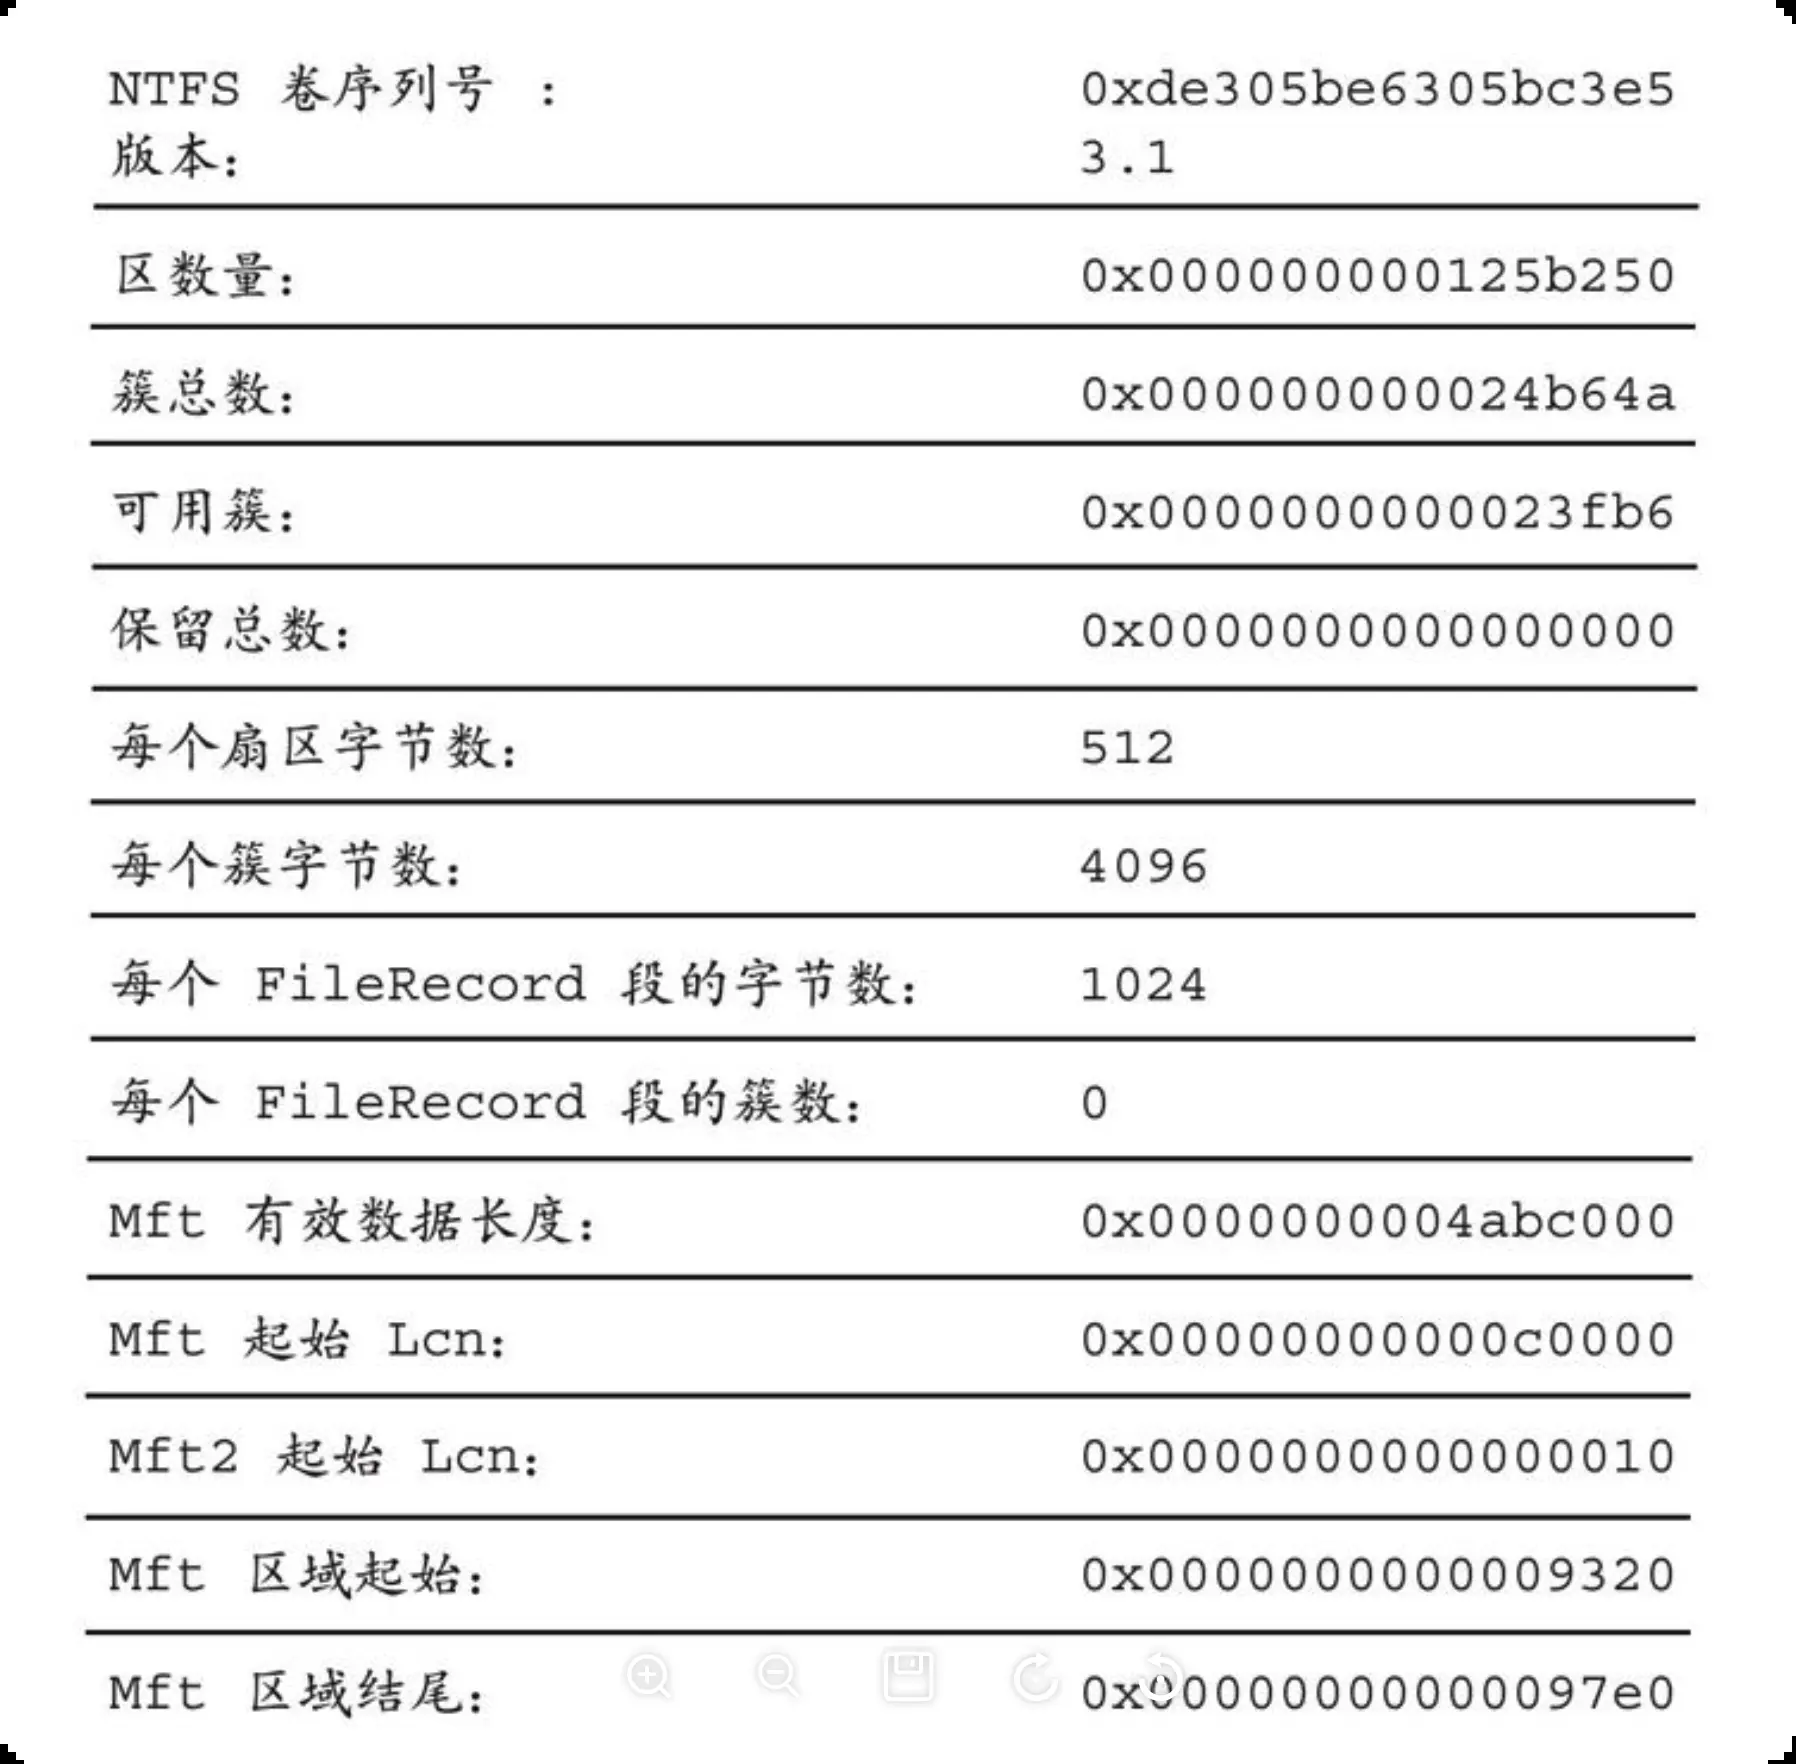 NTFS 卷序列号 : 0xde305be6305bc3e5
版本: 3.1
区数量: 0x000000000125b250
簇总数: 0x000000000024b64a
可用簇: 0x0000000000023fb6
保留总数: 0x0000000000000000
每个扇区字节数: 512
每个簇字节数: 4096
每个 FileRecord 段的字节数: 1024
每个 FileRecord 段的簇数: 0
Mft 有效数据长度: 0x0000000004abc000
Mft 起始 Lcn: 0x00000000000c0000
Mft2 起始 Lcn: 0x0000000000000010
Mft 区域起始: 0x0000000000009320
Mft 区域结尾: 0x00000000000097e0